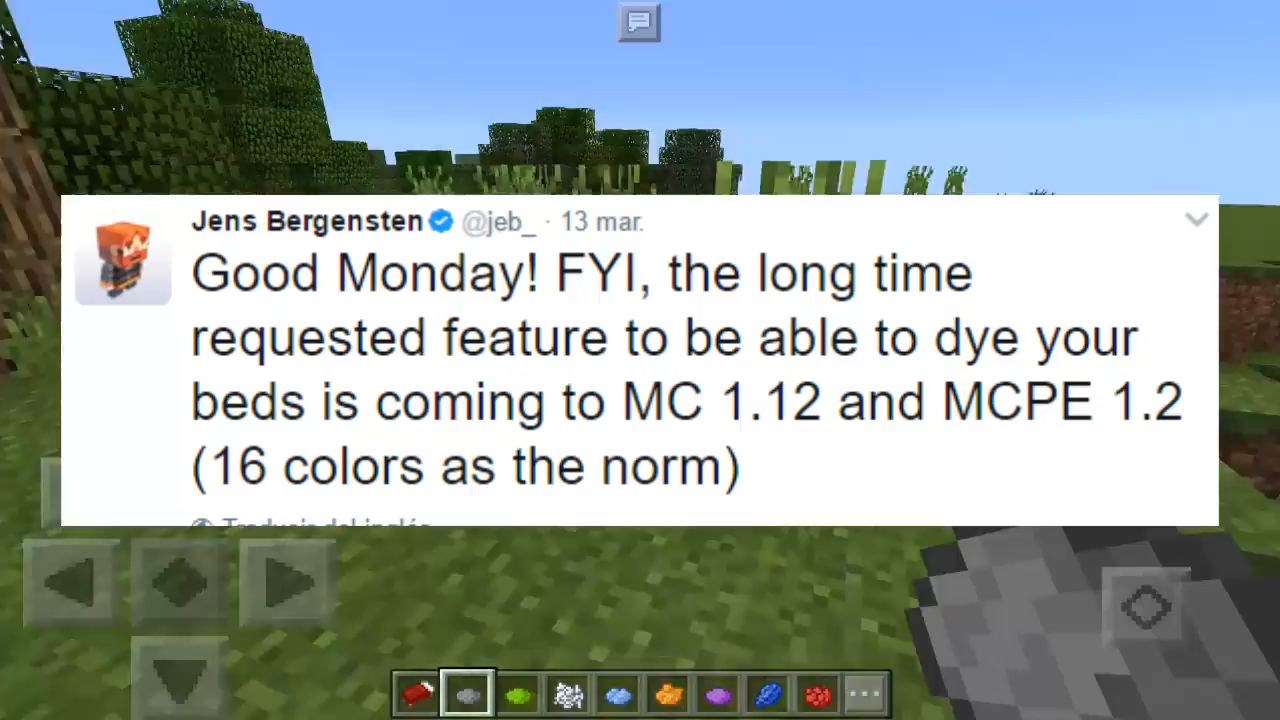 Jens Bergensten @jeb_ · 13 mar.
Good Monday! FYI, the long time
requested feature to be able to dye your
beds is coming to MC 1.12 and MCPE 1.2
(16 colors as the norm)